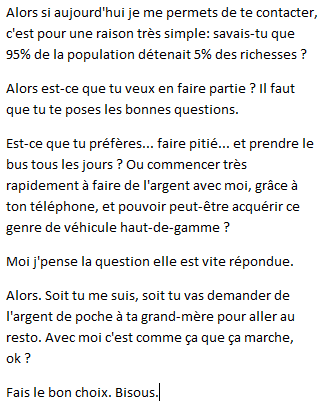 Alors si aujourd'hui je me permets de te contacter,
c'est pour une raison très simple: savais-tu que
95% de la population détenait 5% des richesses ?
Alors est-ce que tu veux en faire partie ? Il faut
que tu te poses les bonnes questions.
Est-ce que tu préfères... faire pitié... et prendre le
bus tous les jours ? Ou commencer très
rapidement à faire de l'argent avec moi, grâce à
ton téléphone, et pouvoir peut-être acquérir ce
genre de véhicule haut-de-gamme ?
Moi j'pense la question elle est vite répondue.
Alors. Soit tu me suis, soit tu vas demander de
l'argent de poche à ta grand-mère pour aller au
resto. Avec moi c'est comme ça que ça marche,
ok ?
Fais le bon choix. Bisous.